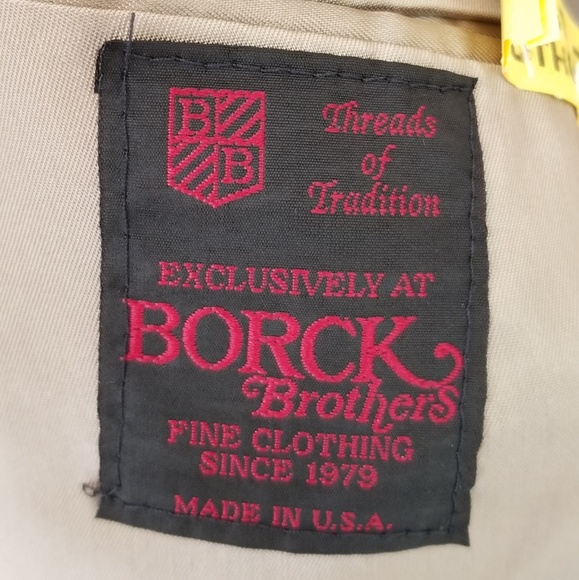 B
B
Threads
of
Tradition
EXCLUSIVELY AT
BORCK
Brothers
FINE CLOTHING
SINCE 1979
MADE IN U.S.A.